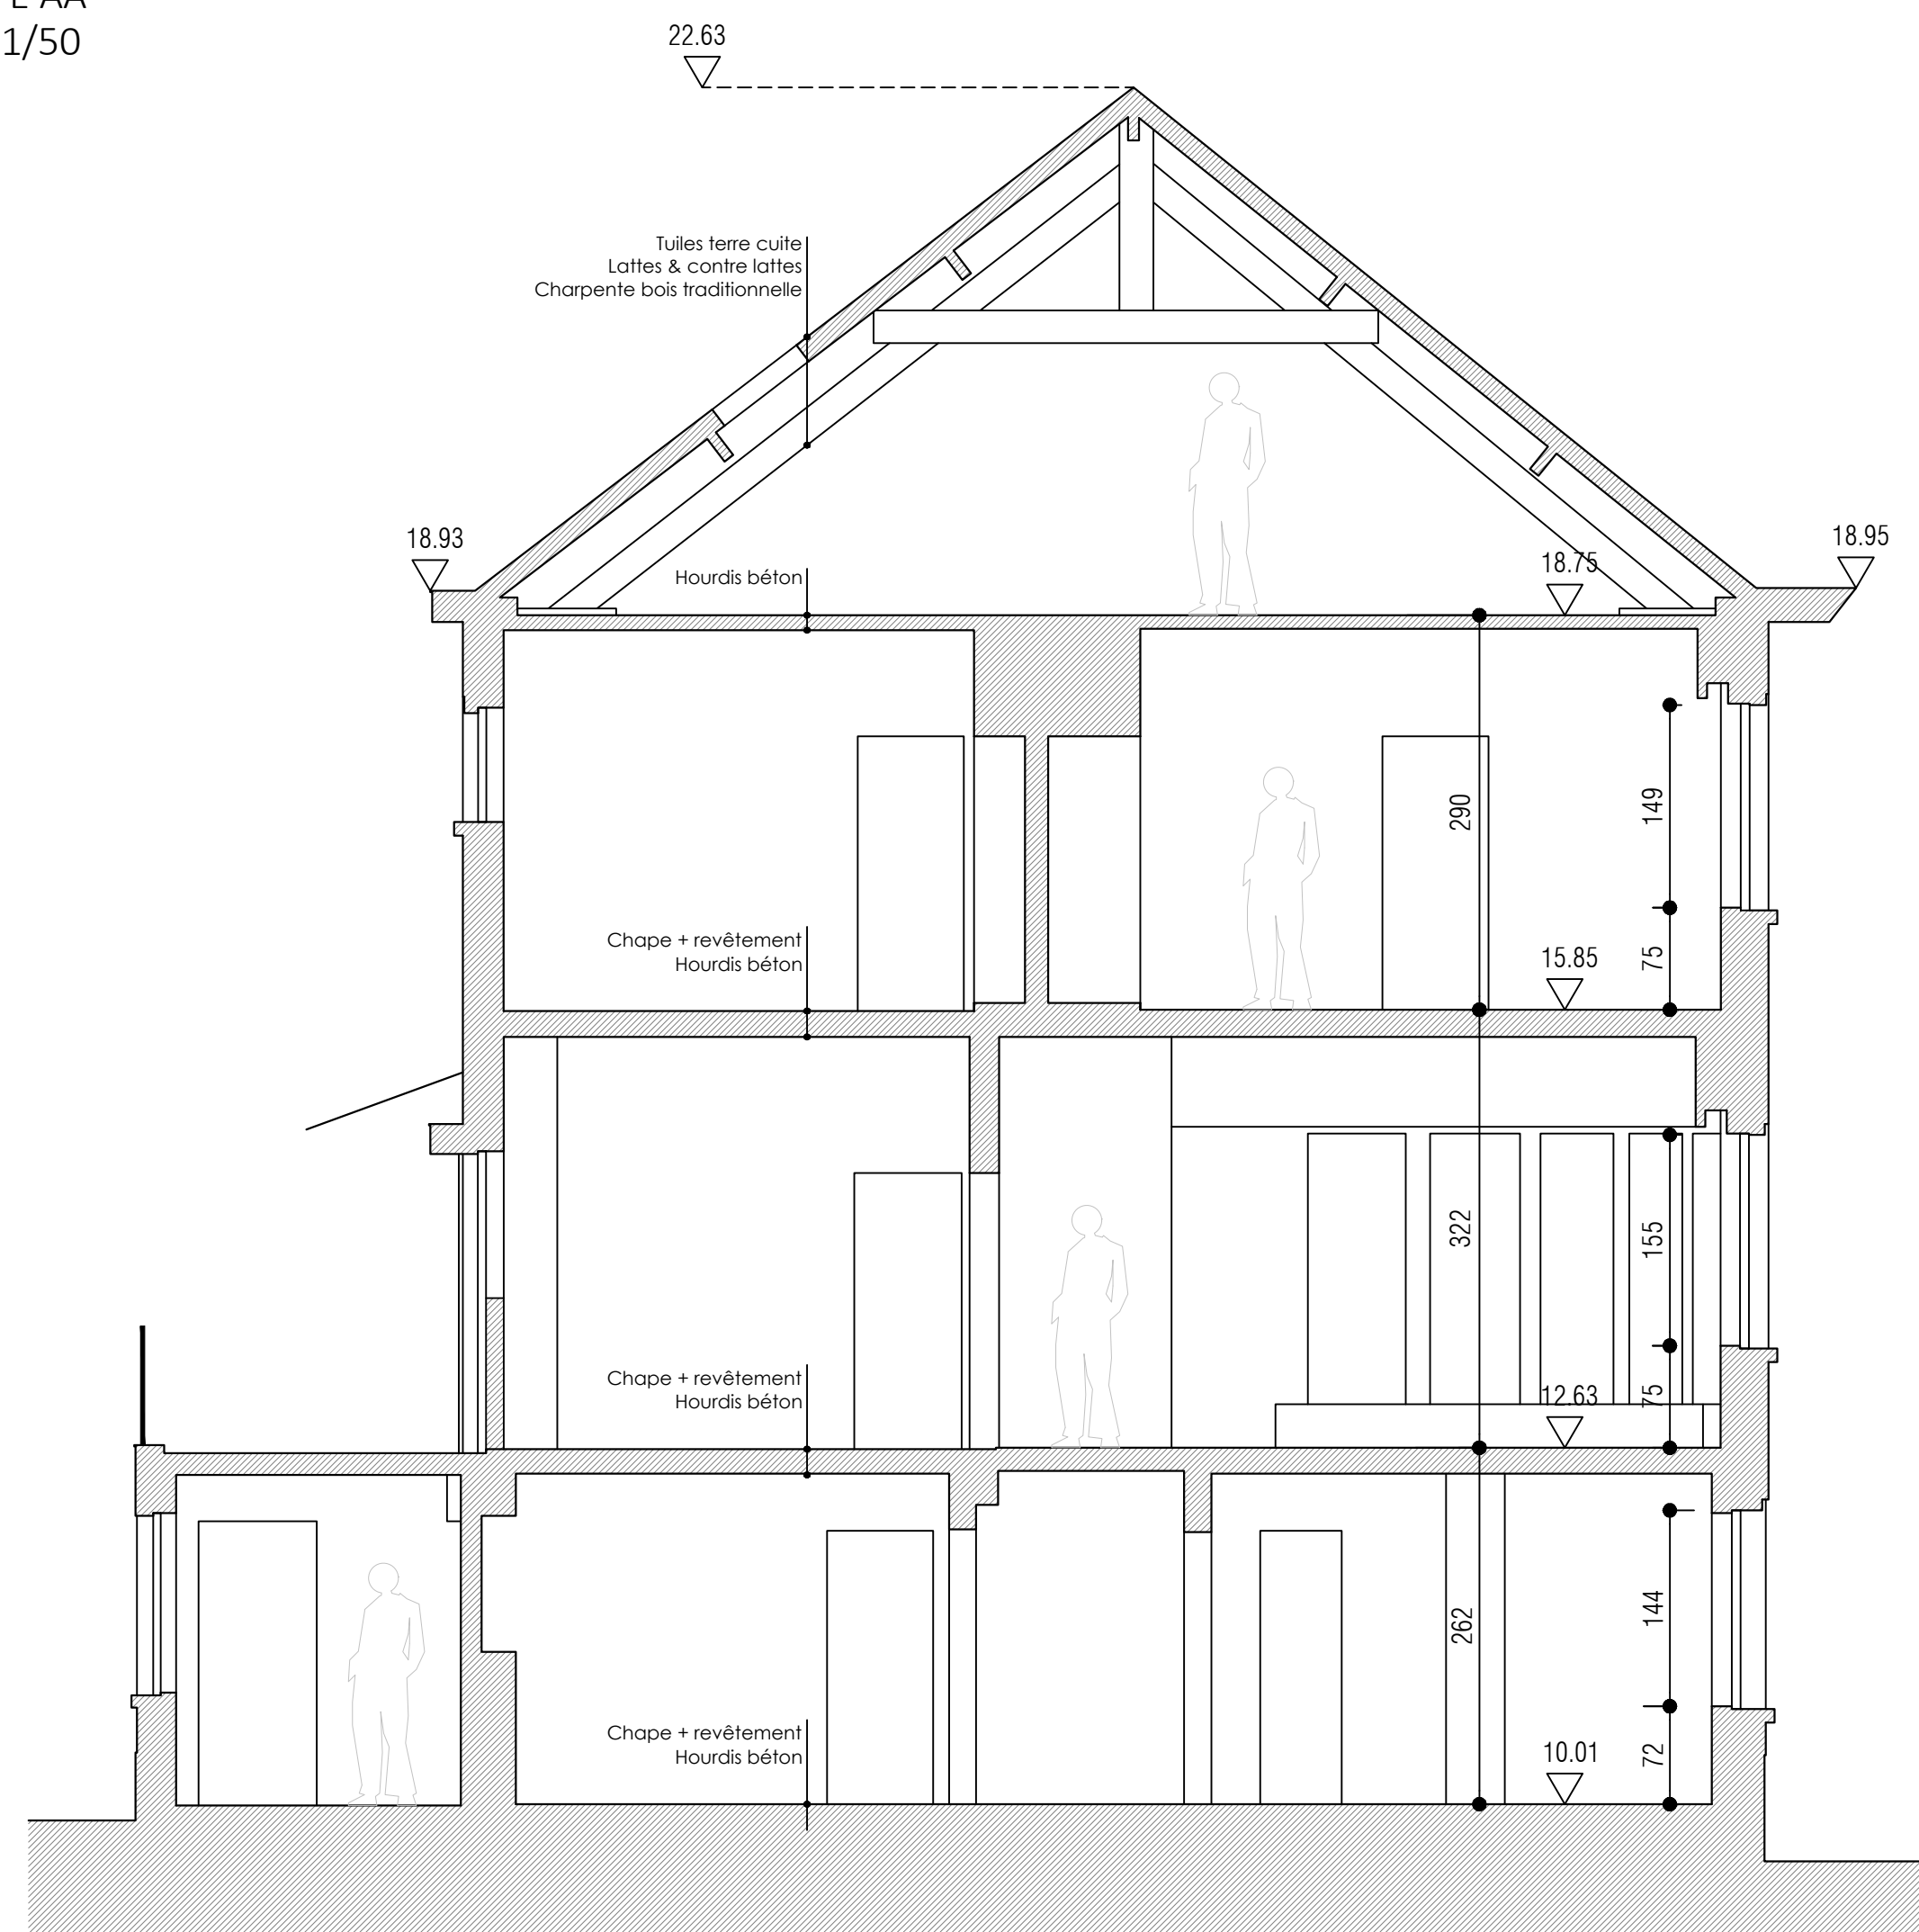 E AA
1/50
22.63
Tuiles terre cuite
Lattes & contre lattes
Charpente bois traditionnelle
18.93
18.95
18.75
Hourdis béton
290
149
Chape + revêtement
Hourdis béton
15.85
75
322
155
Chape + revêtement
Hourdis béton
12.63
75
262
144
Chape + revêtement
Hourdis béton
10.01
72